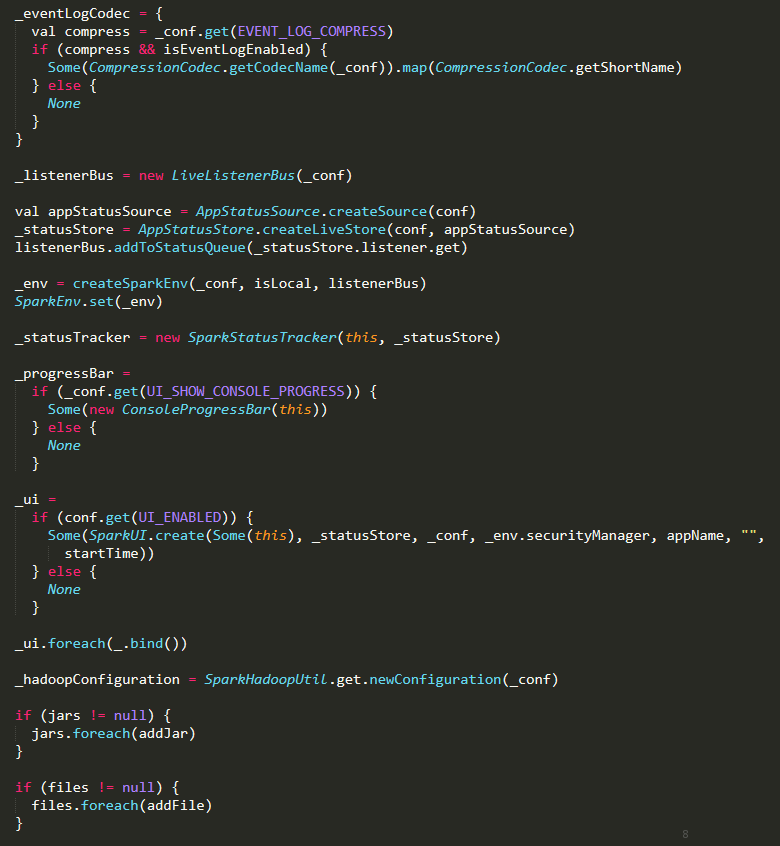 _eventLogCodec = {
  val compress = _conf.get(EVENT_LOG_COMPRESS)
  if (compress && isEventLogEnabled) {
    Some(CompressionCodec.getCodecName(_conf)).map(CompressionCodec.getShortName)
  } else {
    None
  }
}

_listenerBus = new LiveListenerBus(_conf)

val appStatusSource = AppStatusSource.createSource(conf)
_statusStore = AppStatusStore.createLiveStore(conf, appStatusSource)
listenerBus.addToStatusQueue(_statusStore.listener.get)

_env = createSparkEnv(_conf, isLocal, listenerBus)
SparkEnv.set(_env)

_statusTracker = new SparkStatusTracker(this, _statusStore)

_progressBar =
  if (_conf.get(UI_SHOW_CONSOLE_PROGRESS)) {
    Some(new ConsoleProgressBar(this))
  } else {
    None
  }

_ui =
  if (conf.get(UI_ENABLED)) {
    Some(SparkUI.create(Some(this), _statusStore, _conf, _env.securityManager, appName, "",
      startTime))
  } else {
    None
  }

_ui.foreach(_.bind())

_hadoopConfiguration = SparkHadoopUtil.get.newConfiguration(_conf)

if (jars != null) {
  jars.foreach(addJar)
}

if (files != null) {
  files.foreach(addFile)
}
8